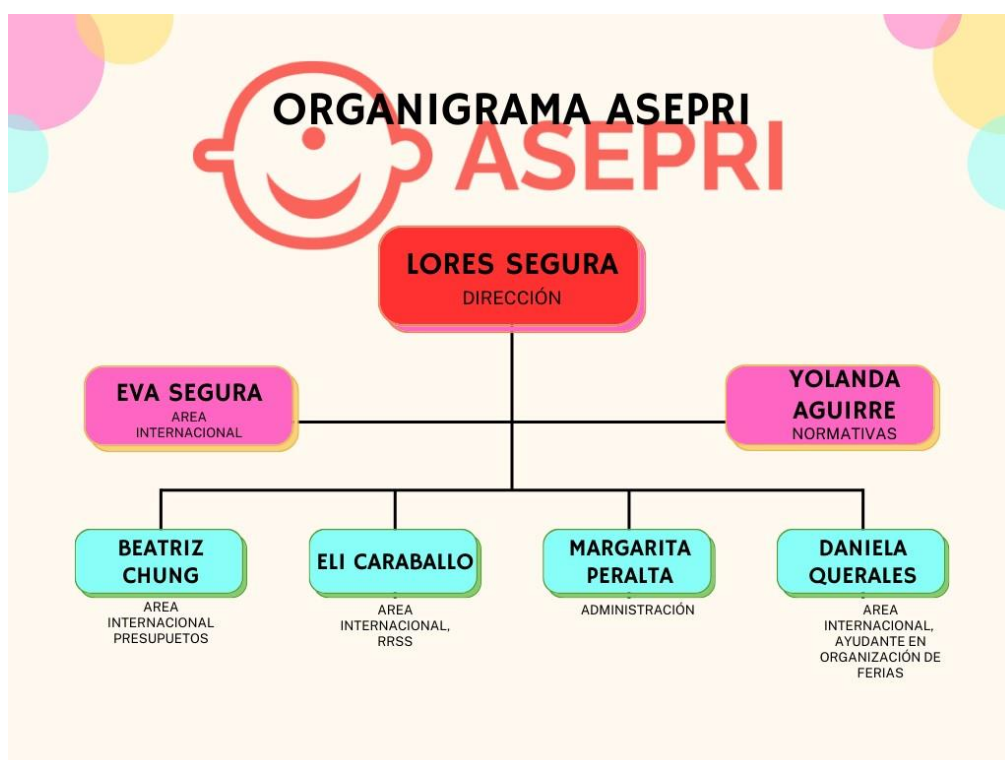 ORGANIGRAMA ASEPRI
ASEPRI
LORES SEGURA
DIRECCIÓN
EVA SEGURA
AREA
INTERNACIONAL
YOLANDA
AGUIRRE
NORMATIVAS
BEATRIZ
CHUNG
AREA
INTERNACIONAL
PRESUPUETOS
ELI CARABALLO
AREA
INTERNACIONAL,
RRSS
MARGARITA
PERALTA
ADMINISTRACIÓN
DANIELA
QUERALES
AREA
INTERNACIONAL,
AYUDANTE EN
ORGANIZACIÓN DE
FERIAS